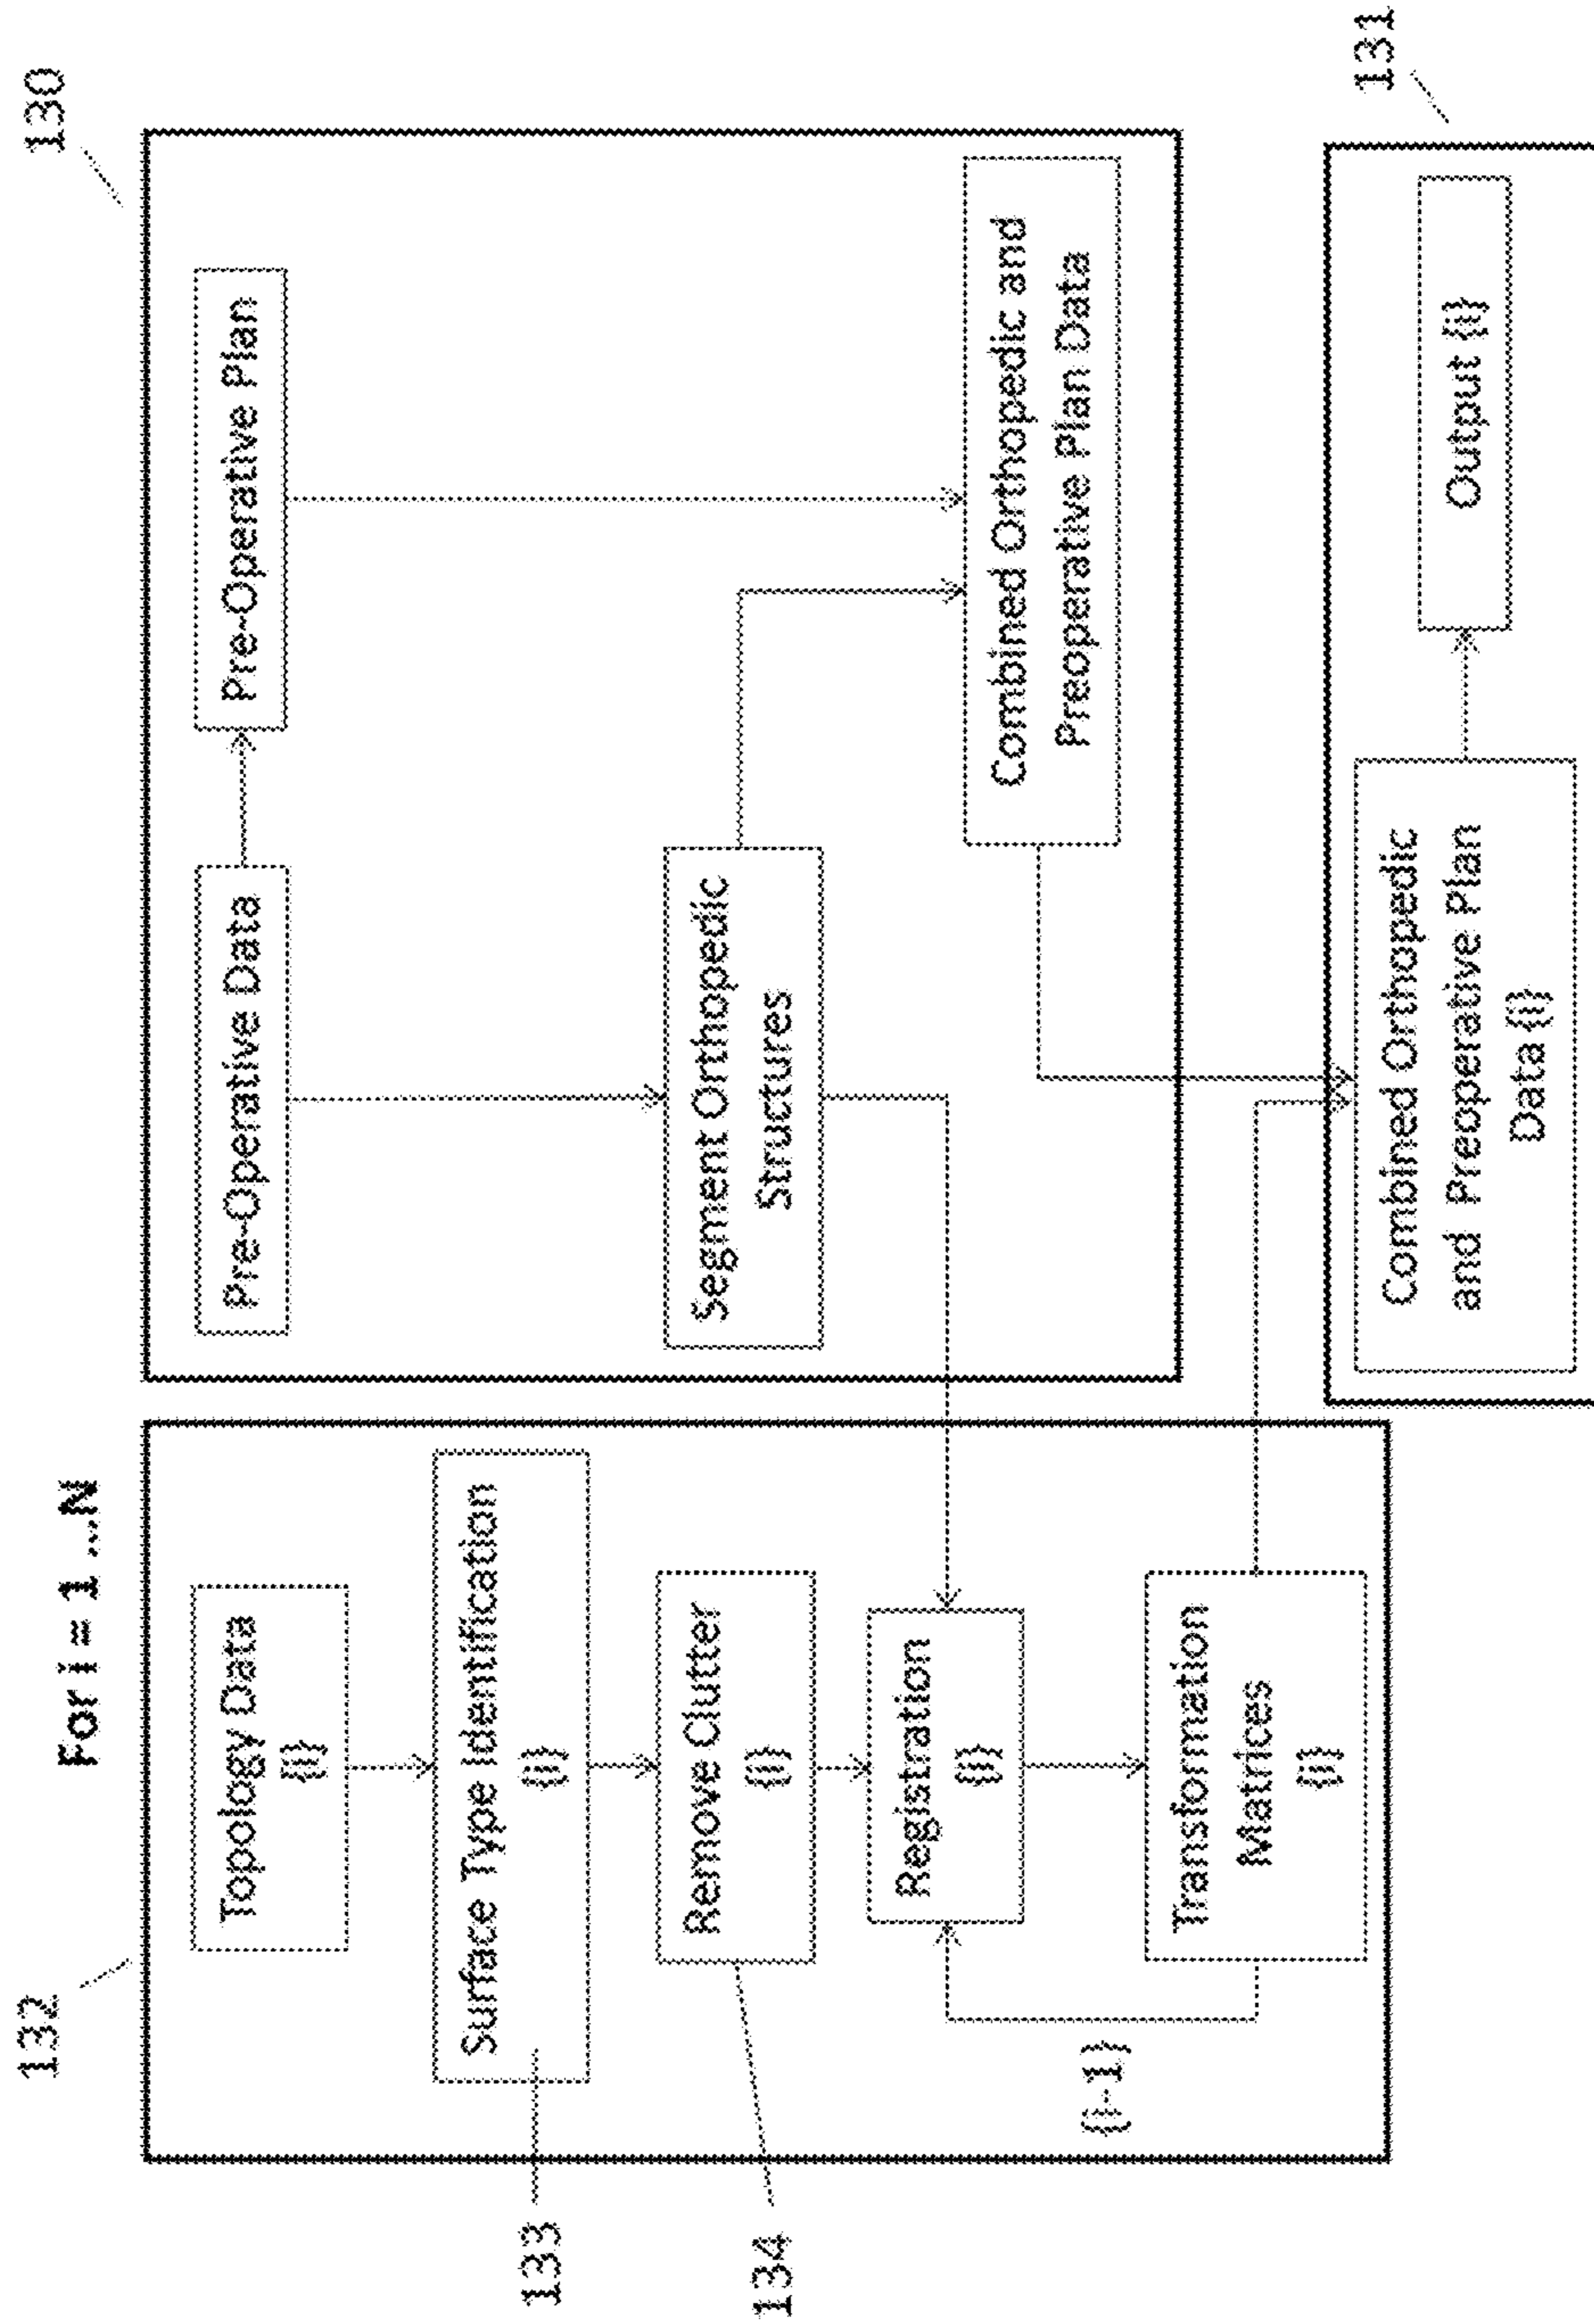 For i = 1 ...N
132
130
Topology Data
{i}
Surface Type Identification
{i}
133
Remove Clutter
{i}
134
Registration
{i}
{i-1}
Transformation
Matrices
{i}
Pre-Operative Data
Pre-Operative Plan
Segment Orthopedic
Structures
Combined Orthopedic and
Preoperative Plan Data
131
Combined Orthopedic
and Preoperative Plan
Data {i}
Output {i}